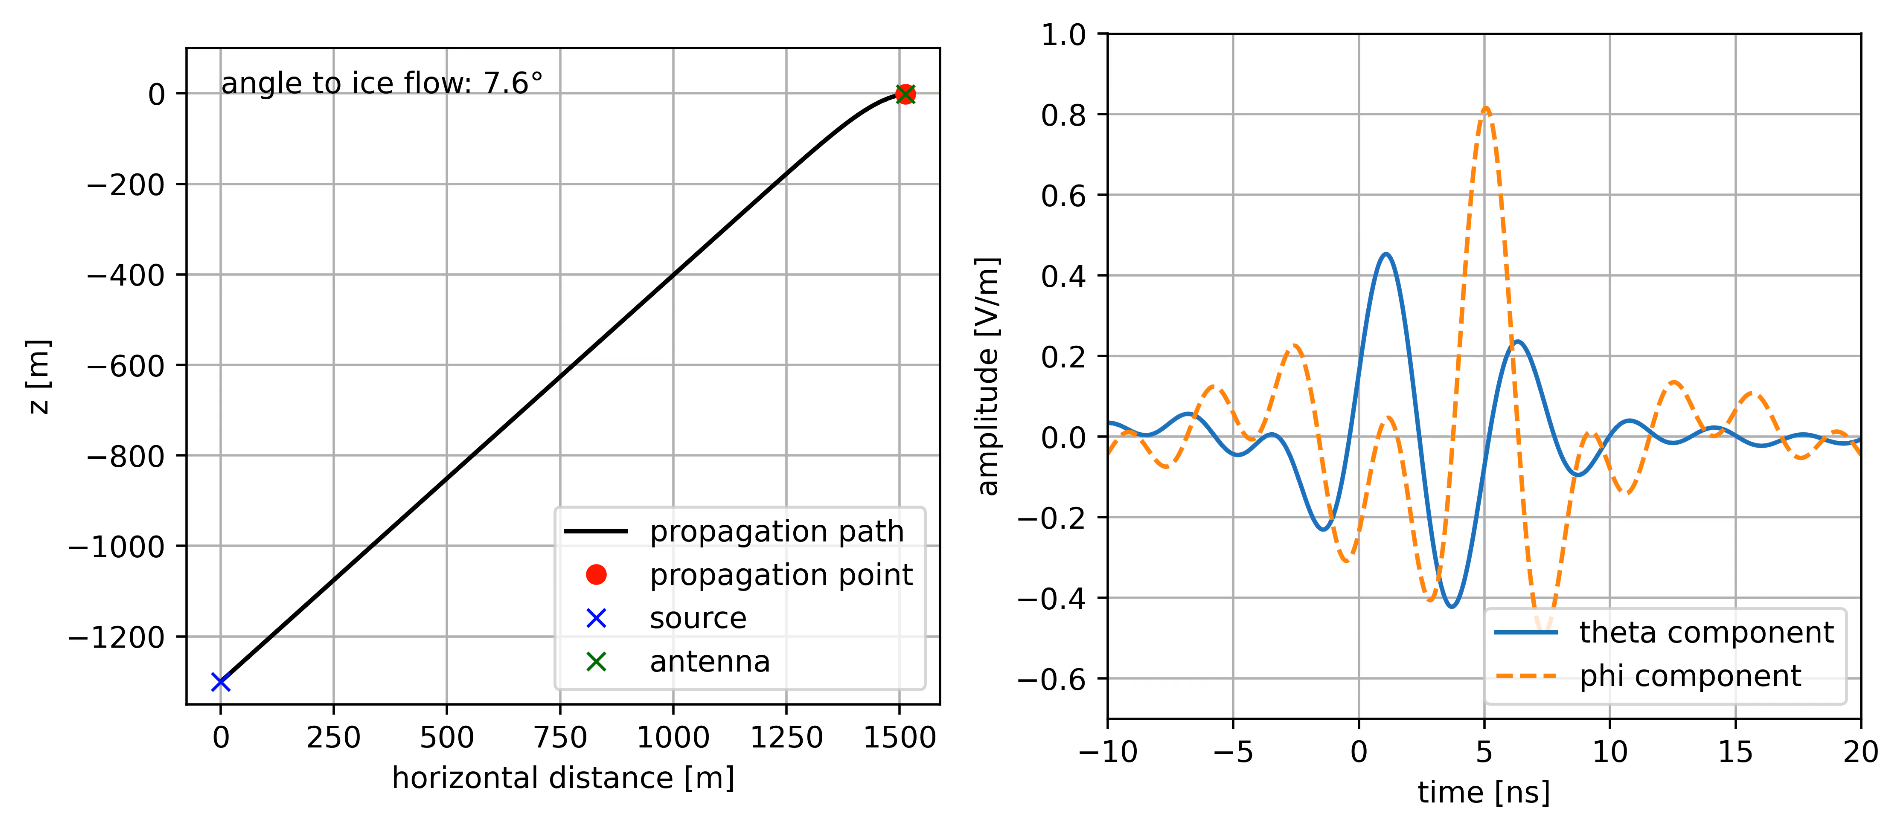 angle to ice flow: 7.6°
z [m]
0
−200
−400
−600
−800
−1000
−1200
0 250 500 750 1000 1250 1500
horizontal distance [m]
propagation path
propagation point
source
antenna
amplitude [V/m]
1.0
0.8
0.6
0.4
0.2
0.0
−0.2
−0.4
−0.6
−10 −5 0 5 10 15 20
time [ns]
theta component
phi component